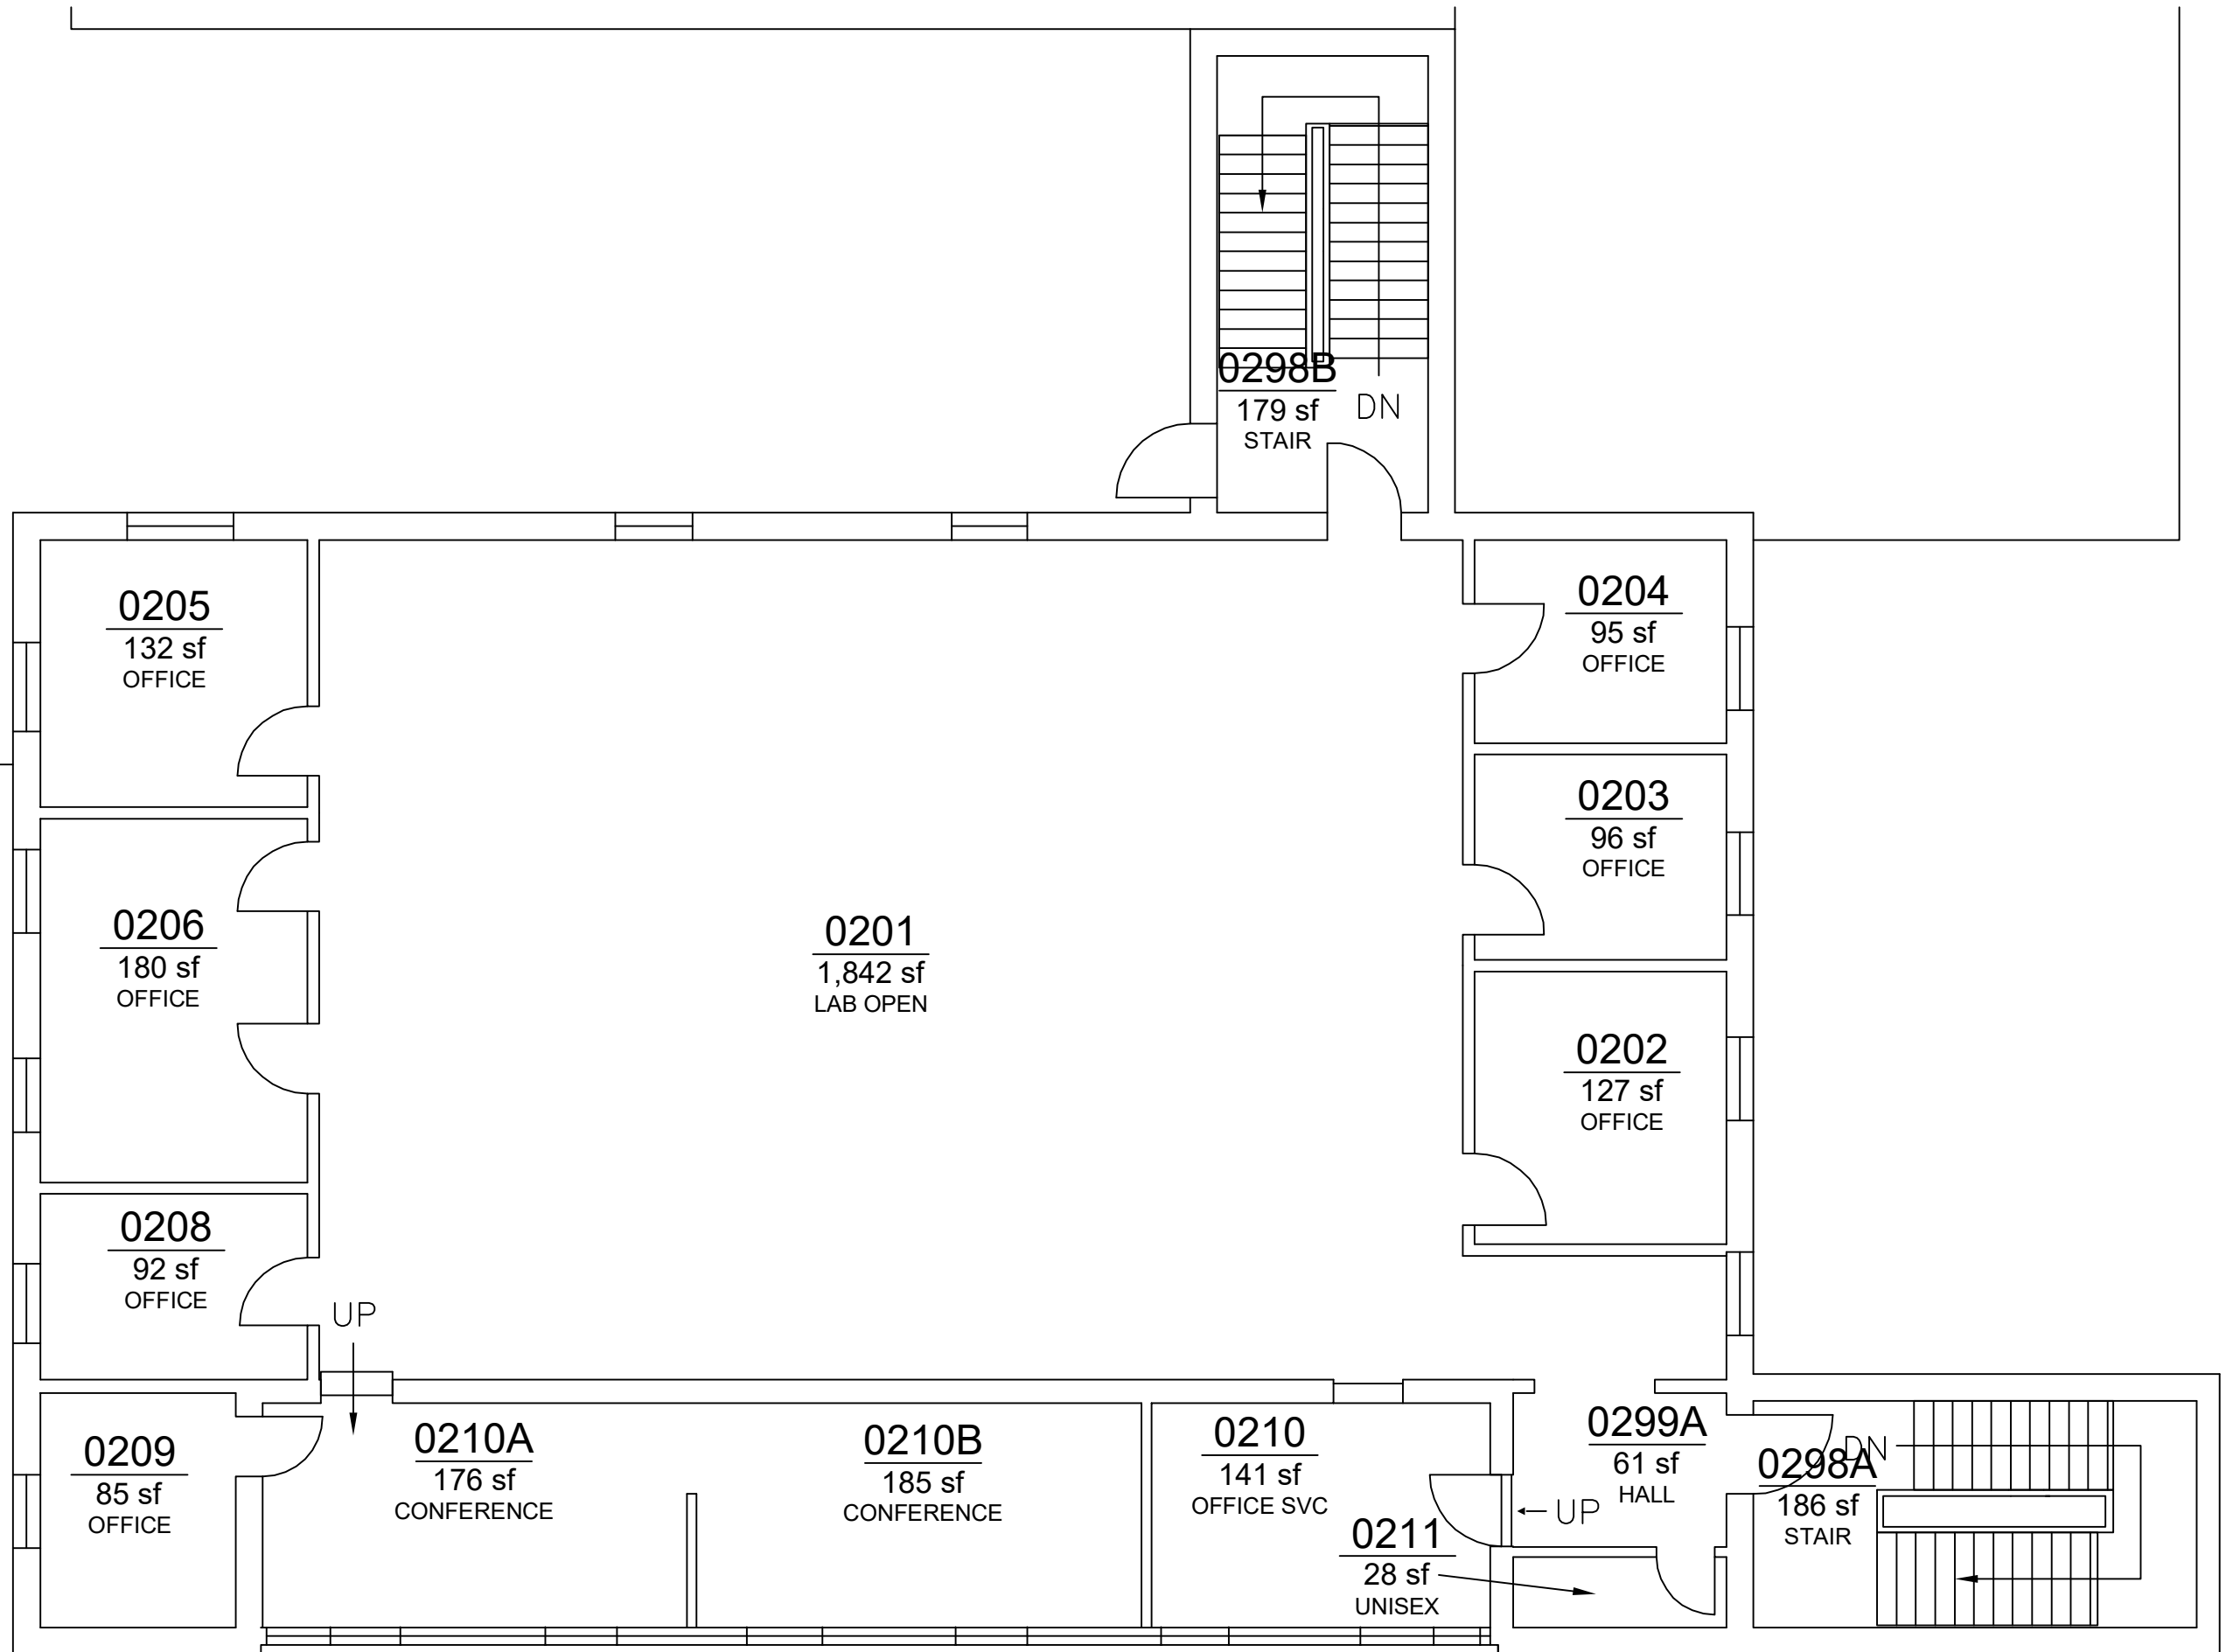 0298B
179 sf
STAIR
DN
0205
132 sf
OFFICE
0204
95 sf
OFFICE
0203
96 sf
OFFICE
0206
180 sf
OFFICE
0201
1,842 sf
LAB OPEN
0202
127 sf
OFFICE
0208
92 sf
OFFICE
UP
0209
85 sf
OFFICE
0210A
176 sf
CONFERENCE
0210B
185 sf
CONFERENCE
0210
141 sf
OFFICE SVC
0211
28 sf
UNISEX
UP
0299A
61 sf
HALL
DN
0298A
186 sf
STAIR